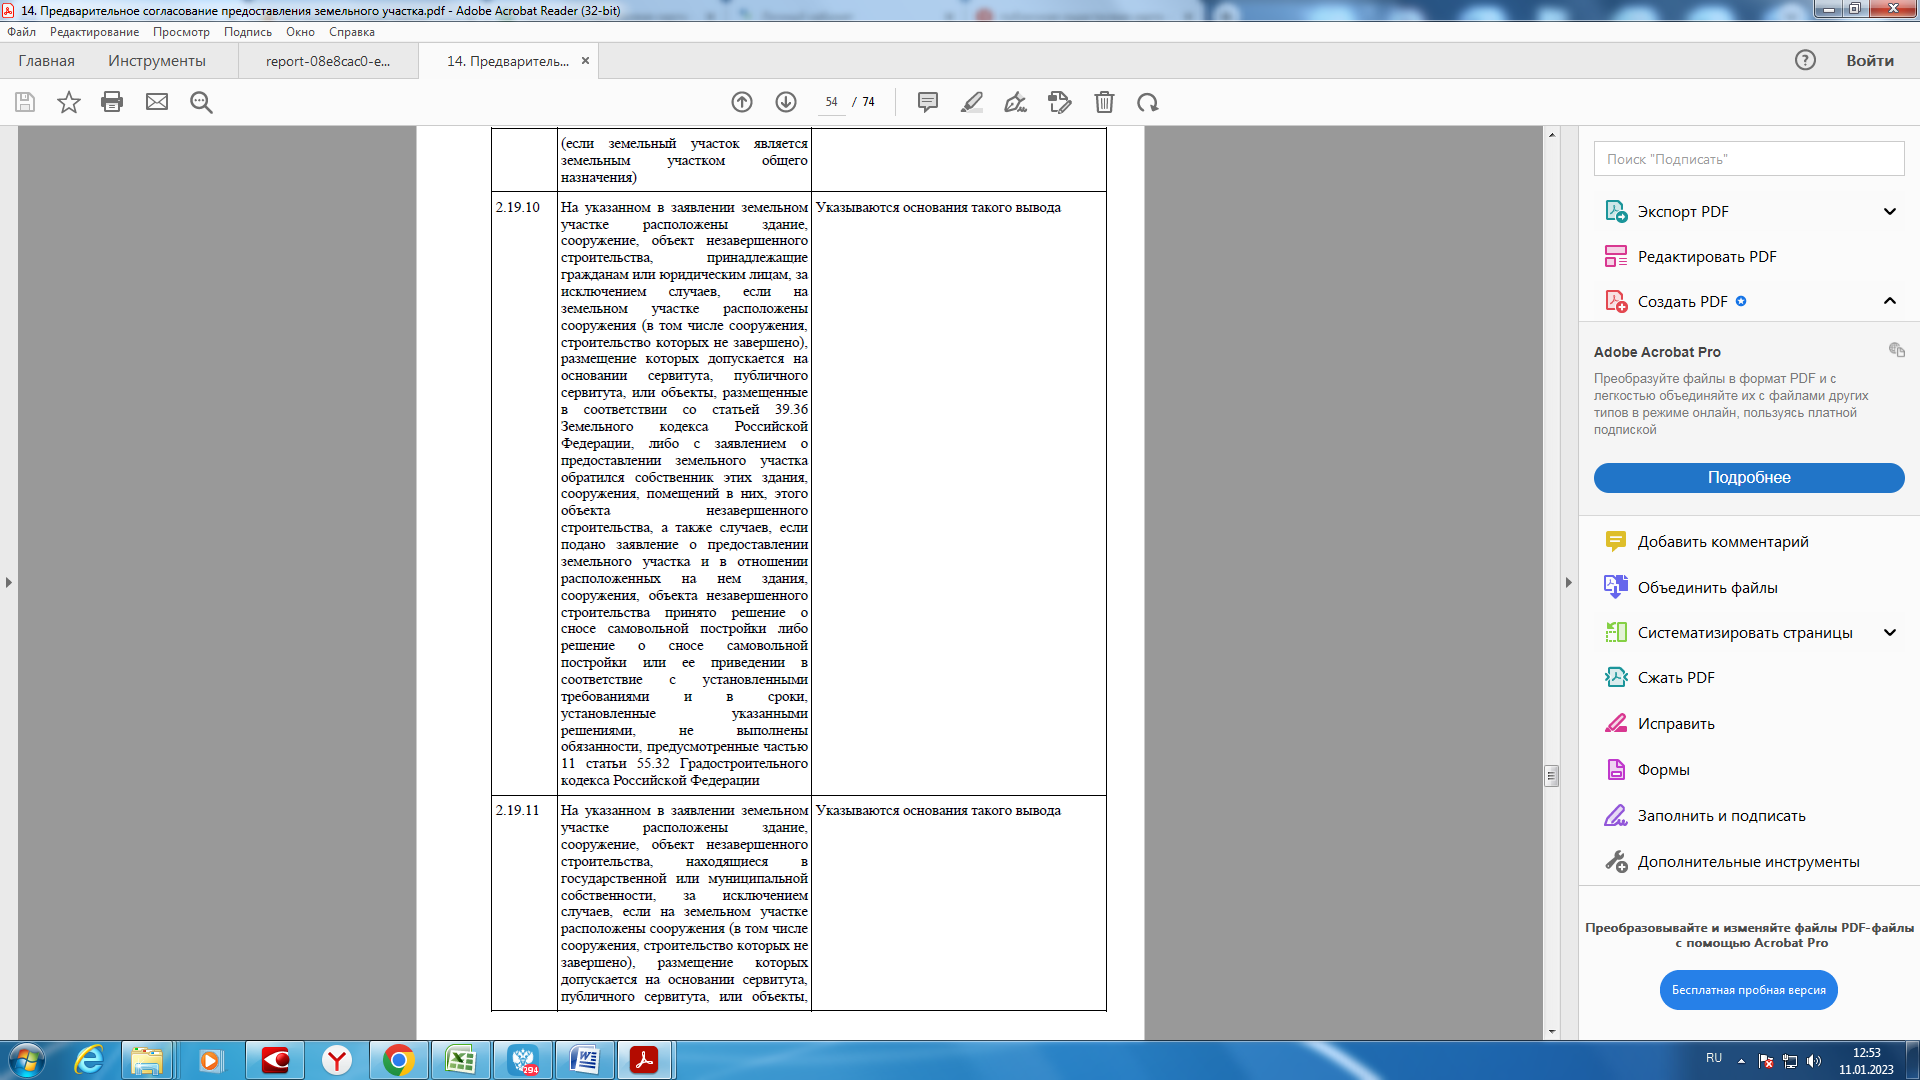 14. Предварительное согласование предоставления земельного участка.pdf - Adobe Acrobat Reader (32-bit)
Файл Редактирование Просмотр Подпись Окно Справка
Главная Инструменты report-08e8cac0-e... 14. Предваритель... × Войти
54 / 74
(если земельный участок является
земельным участком общего
назначения)
2.19.10 На указанном в заявлении земельном Указываются основания такого вывода
участке расположены здание,
сооружение, объект незавершенного
строительства, принадлежащие
гражданам или юридическим лицам, за
исключением случаев, если на
земельном участке расположены
сооружения (в том числе сооружения,
строительство которых не завершено),
размещение которых допускается на
основании сервитута, публичного
сервитута, или объекты, размещенные
в соответствии со статьей 39.36
Земельного кодекса Российской
Федерации, либо с заявлением о
предоставлении земельного участка
обратился собственник этих здания,
сооружения, помещений в них, этого
объекта незавершенного
строительства, а также случаев, если
подано заявление о предоставлении
земельного участка и в отношении
расположенных на нем здания,
сооружения, объекта незавершенного
строительства принято решение о
сносе самовольной постройки либо
решение о сносе самовольной
постройки или ее приведении в
соответствие с установленными
требованиями и в сроки,
установленные указанными
решениями, не выполнены
обязанности, предусмотренные частью
11 статьи 55.32 Градостроительного
кодекса Российской Федерации
2.19.11 На указанном в заявлении земельном Указываются основания такого вывода
участке расположены здание,
сооружение, объект незавершенного
строительства, находящиеся в
государственной или муниципальной
собственности, за исключением
случаев, если на земельном участке
расположены сооружения (в том числе
сооружения, строительство которых не
завершено), размещение которых
допускается на основании сервитута,
публичного сервитута, или объекты,
Поиск "Подписать"
Экспорт PDF
Редактировать PDF
Создать PDF
Adobe Acrobat Pro
Преобразуйте файлы в формат PDF и с
легкостью объединяйте их с файлами других
типов в режиме онлайн, пользуясь платной
подпиской
Подробнее
Добавить комментарий
Объединить файлы
Систематизировать страницы
Сжать PDF
Исправить
Формы
Заполнить и подписать
Дополнительные инструменты
Преобразовывайте и изменяйте файлы PDF-файлы
с помощью Acrobat Pro
Бесплатная пробная версия
294
RU
12:53
11.01.2023